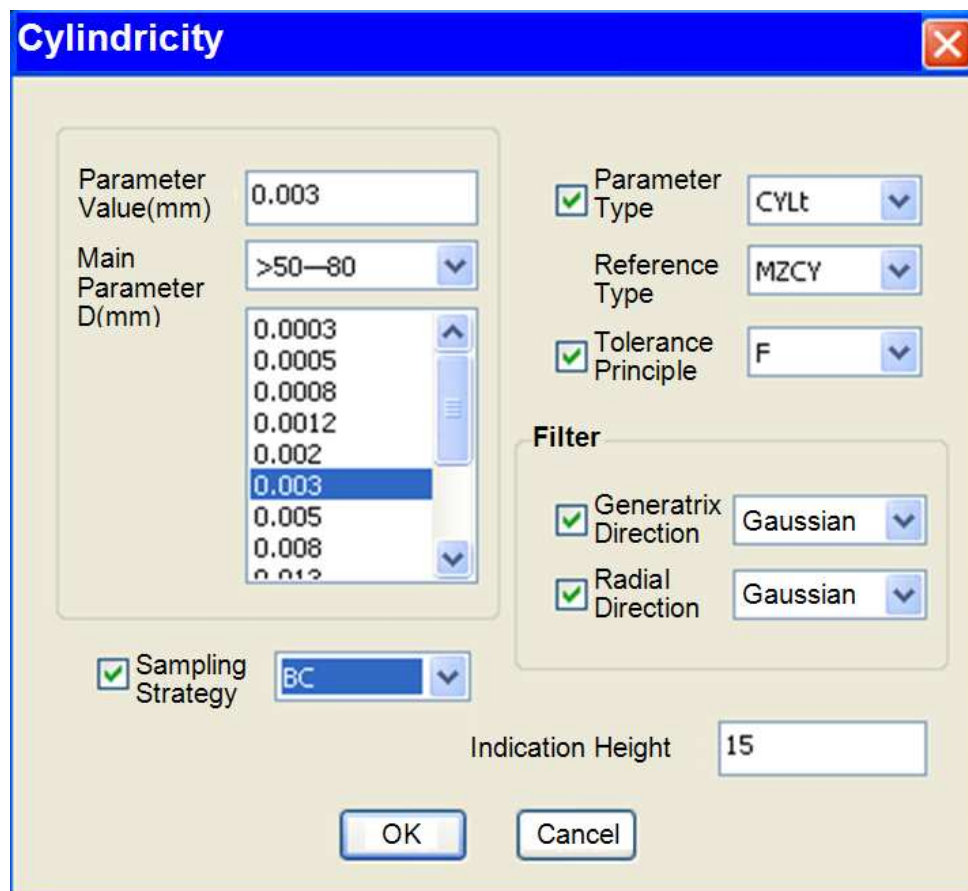 Cylindricity
Parameter
Value(mm)
0.003
Main
Parameter
D(mm)
>50—80
0.0003
0.0005
0.0008
0.0012
0.002
0.003
0.005
0.008
0.013
Sampling
Strategy
BC
Parameter
Type
CYLt
Reference
Type
MZCY
Tolerance
Principle
F
Filter
Generatrix
Direction
Gaussian
Radial
Direction
Gaussian
Indication Height
15
OK
Cancel